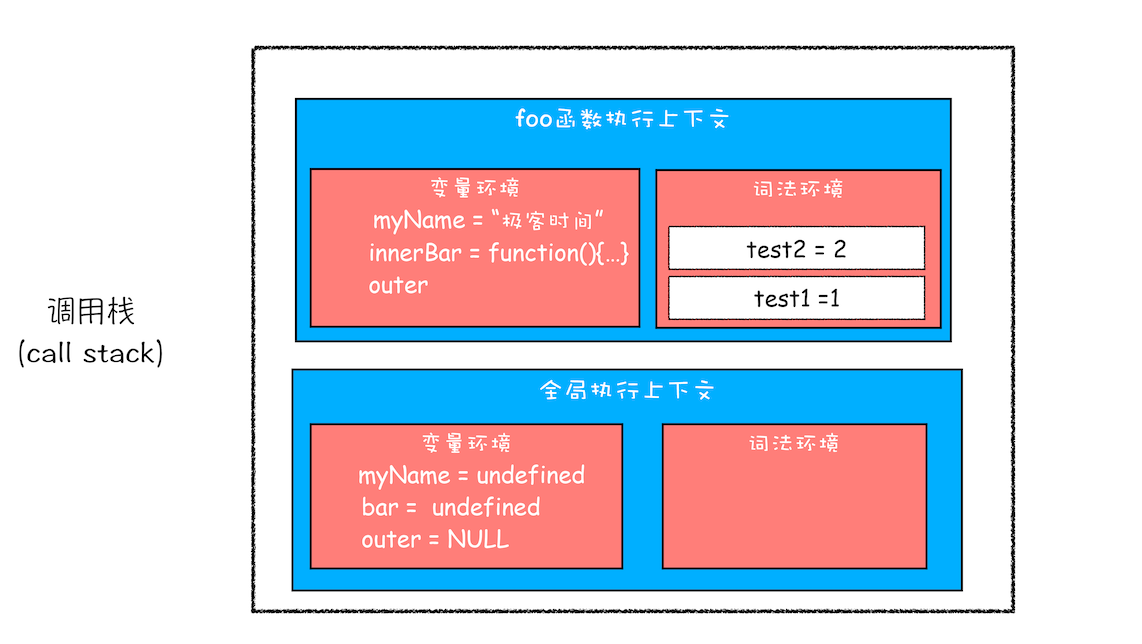 foo函数执行上下文
变量环境
myName = “极客时间”
innerBar = function(){...}
outer
词法环境
test2 = 2
test1 =1
调用栈
(call stack)
全局执行上下文
变量环境
myName = undefined
bar = undefined
outer = NULL
词法环境